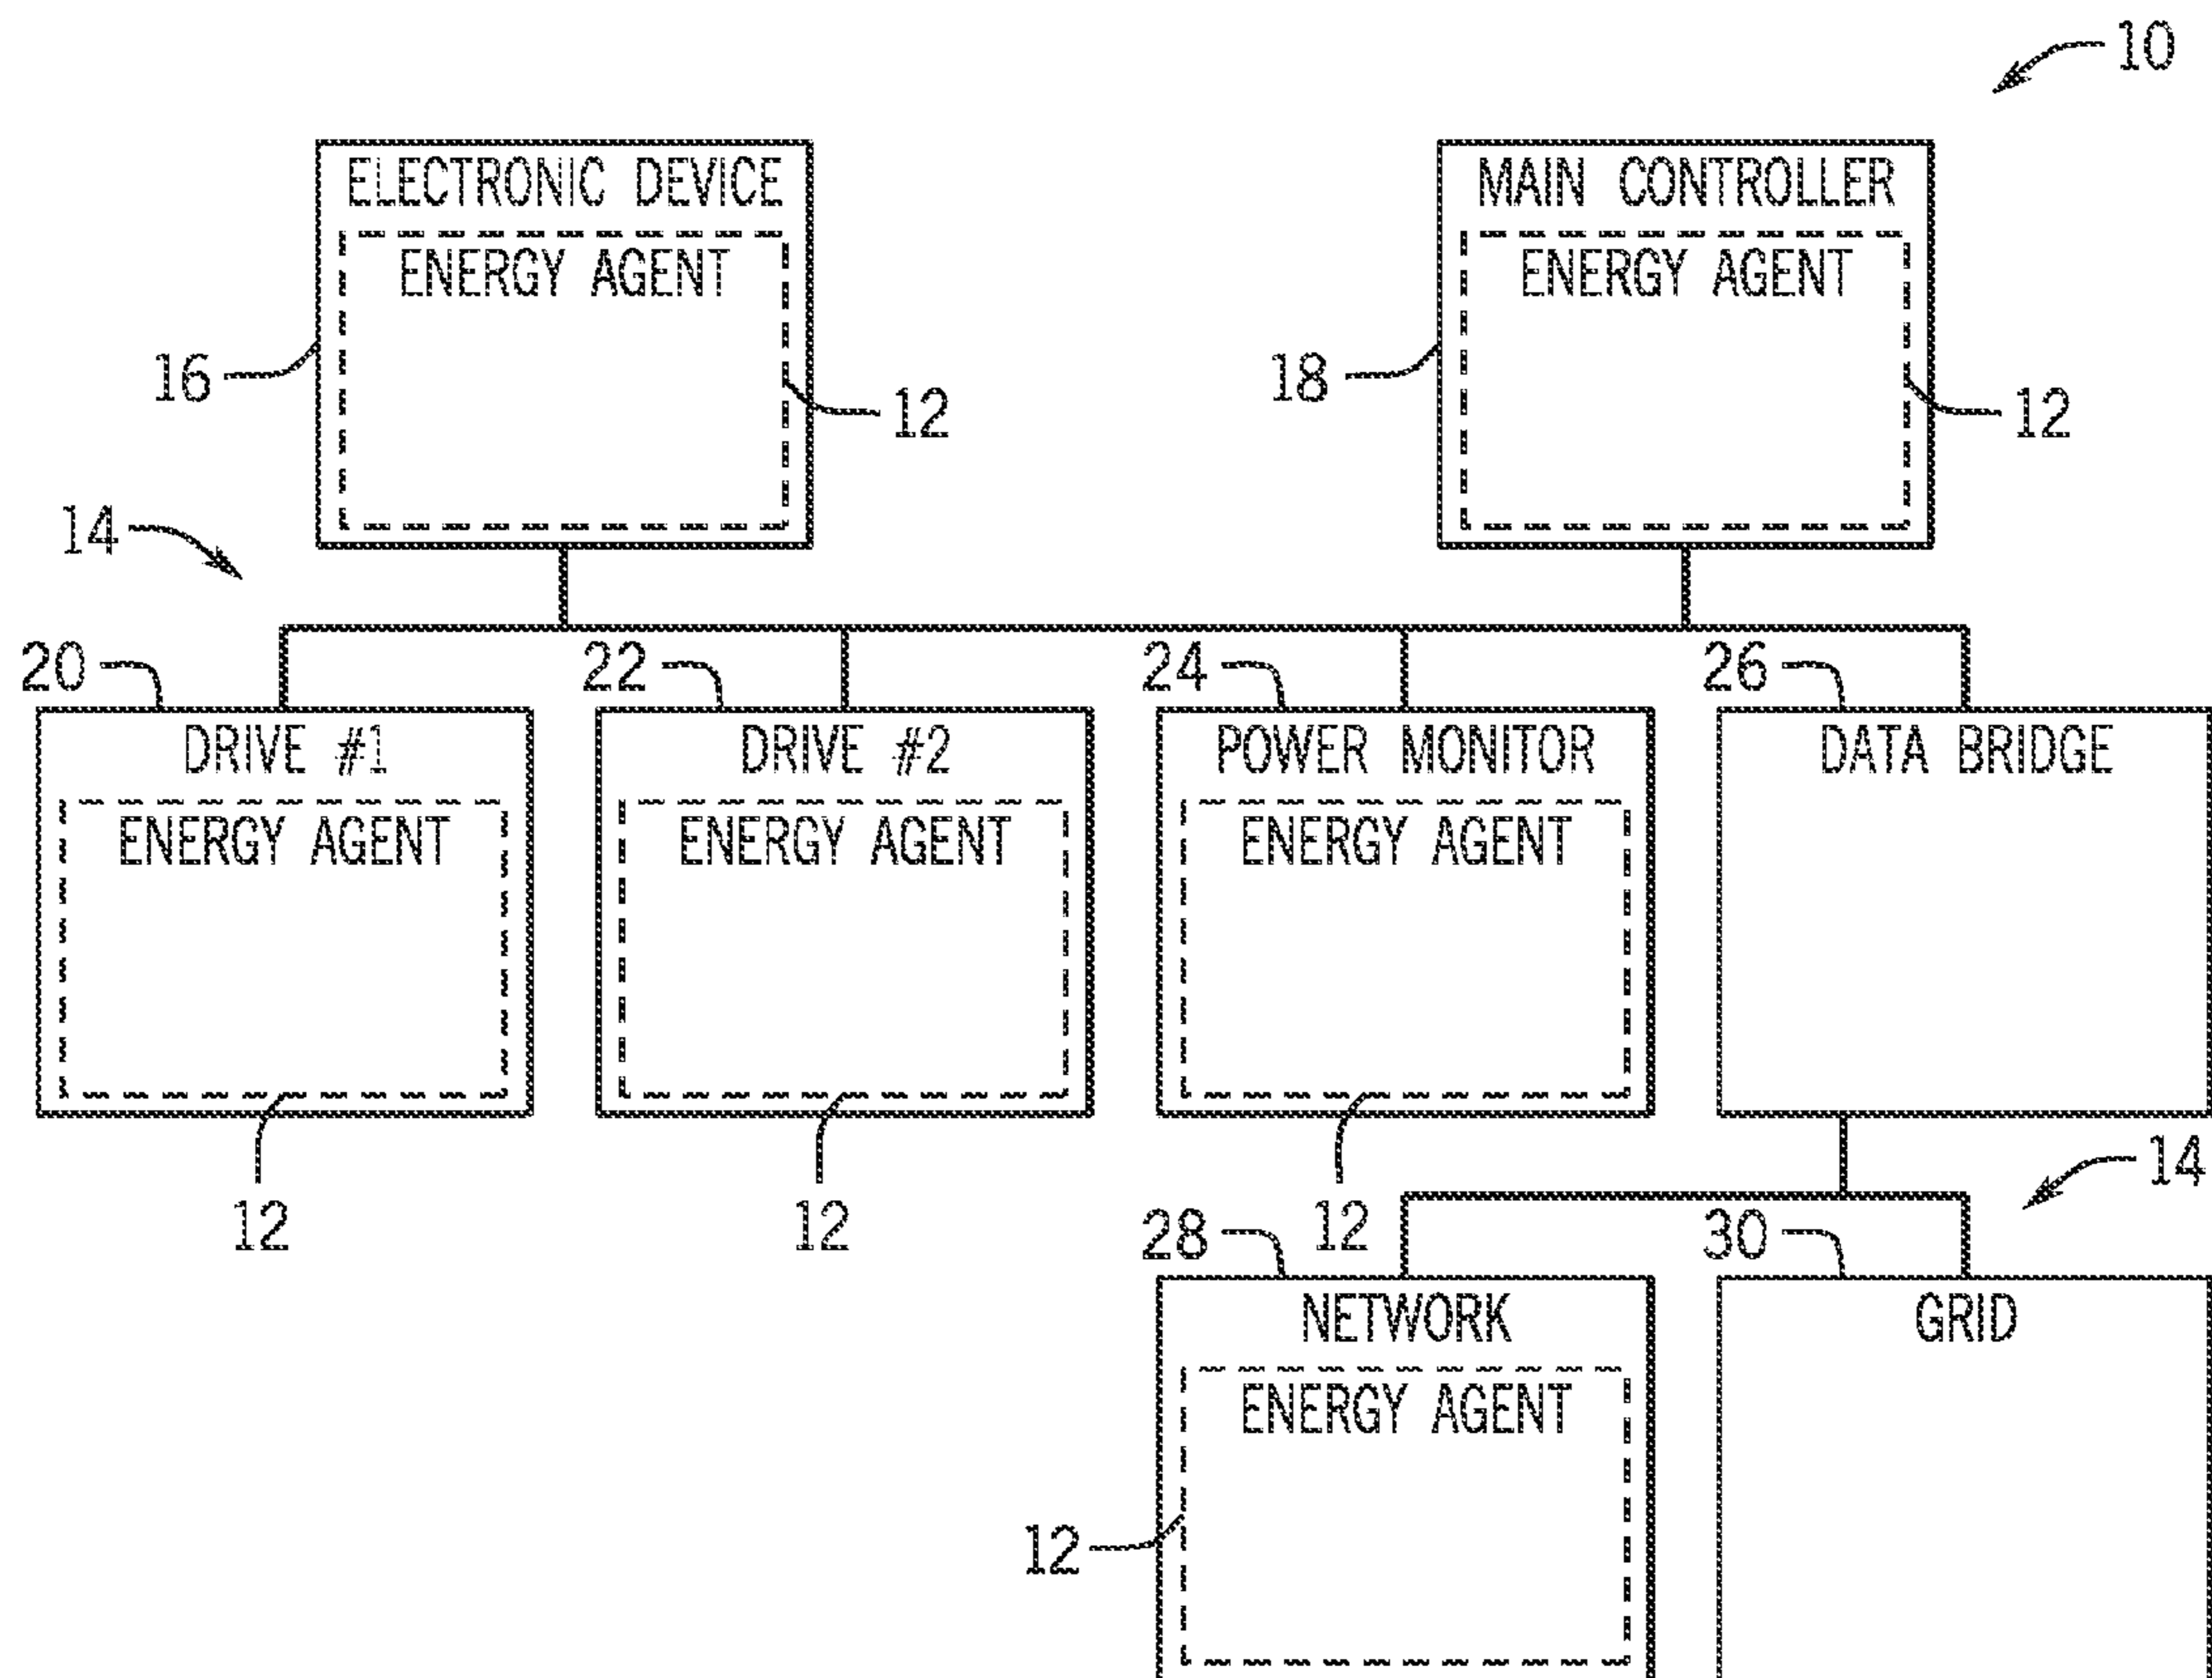 10
ELECTRONIC DEVICE
ENERGY AGENT
16
12
MAIN CONTROLLER
ENERGY AGENT
18
12
14
20
DRIVE #1
ENERGY AGENT
12
22
DRIVE #2
ENERGY AGENT
12
24
POWER MONITOR
ENERGY AGENT
12
26
DATA BRIDGE
14
28
NETWORK
ENERGY AGENT
12
30
GRID